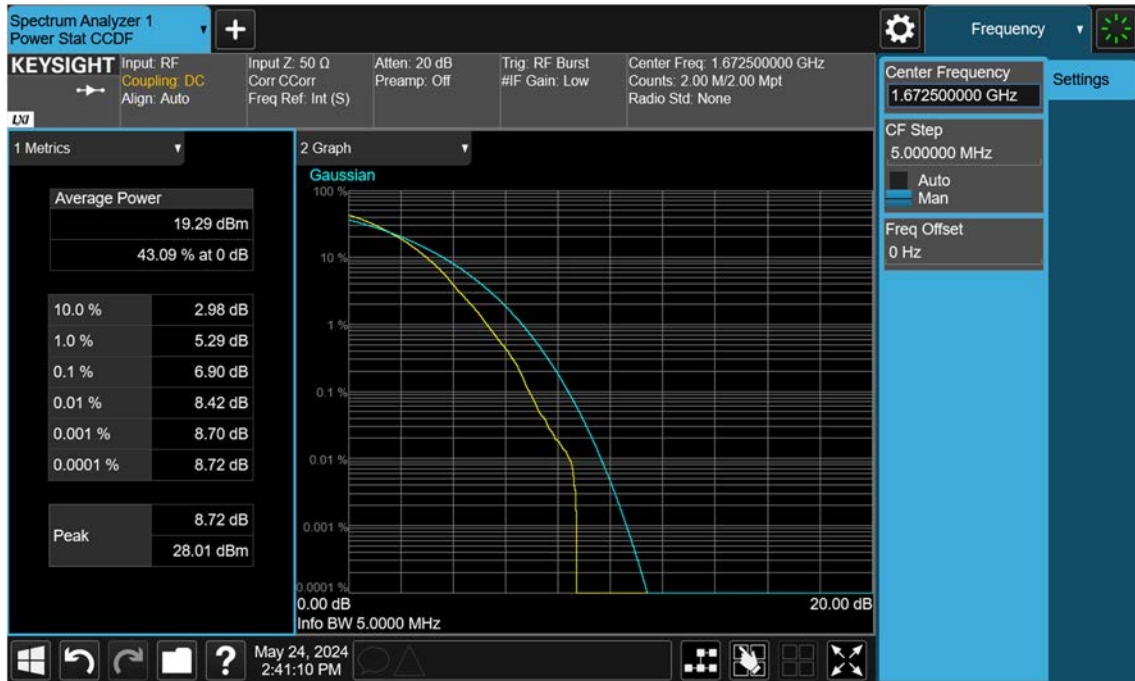 Spectrum Analyzer 1
Power Stat CCDF
+
Frequency
KEYSIGHT
LXI
Input: RF
Coupling: DC
Align: Auto
Input Z: 50 Ω
Corr CCorr
Freq Ref: Int (S)
Atten: 20 dB
Preamp: Off
Trig: RF Burst
#IF Gain: Low
Center Freq: 1.672500000 GHz
Counts: 2.00 M/2.00 Mpt
Radio Std: None
Center Frequency
1.672500000 GHz
Settings
CF Step
5.000000 MHz
Auto
Man
Freq Offset
0 Hz
1 Metrics
Average Power
19.29 dBm
43.09 % at 0 dB
10.0 % 2.98 dB
1.0 % 5.29 dB
0.1 % 6.90 dB
0.01 % 8.42 dB
0.001 % 8.70 dB
0.0001 % 8.72 dB
Peak
8.72 dB
28.01 dBm
2 Graph
Gaussian
100 %
10 %
1 %
0.1 %
0.01 %
0.001 %
0.0001 %
0.00 dB 20.00 dB
Info BW 5.0000 MHz
?
May 24, 2024
2:41:10 PM